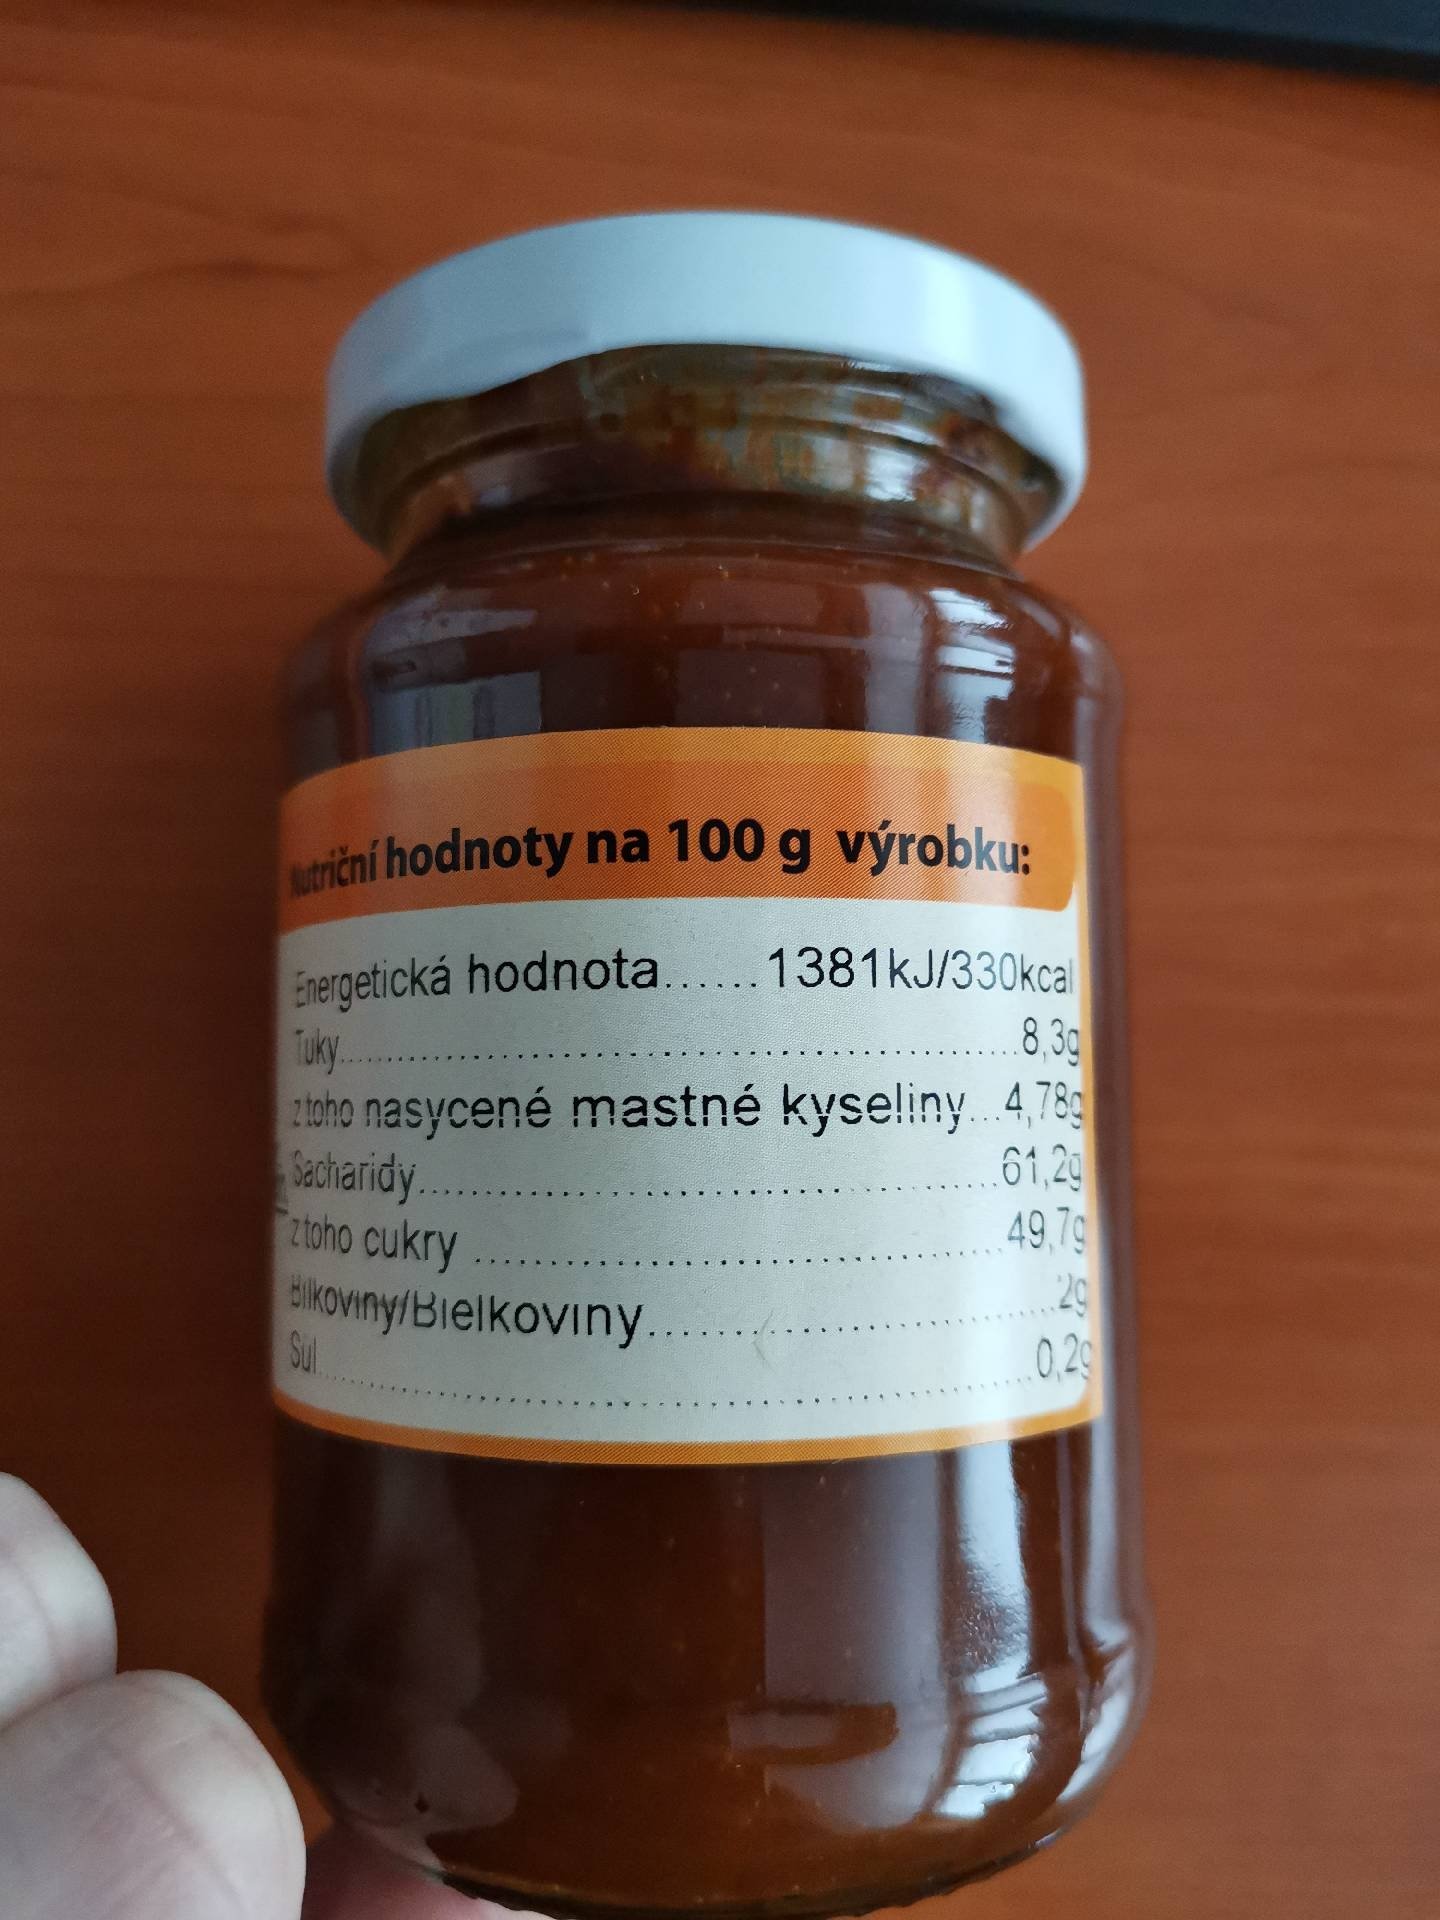 Nutriční hodnoty na 100 g výrobku:
Energetická hodnota......1381kJ/330kcal
Tuky..................................................8,3g
z toho nasycené mastné kyseliny...4,78g
Sacharidy............................................61,2g
z toho cukry .......................................49,7g
Bílkoviny/Bielkoviny..............................2g
Sůl.....................................................0,2g